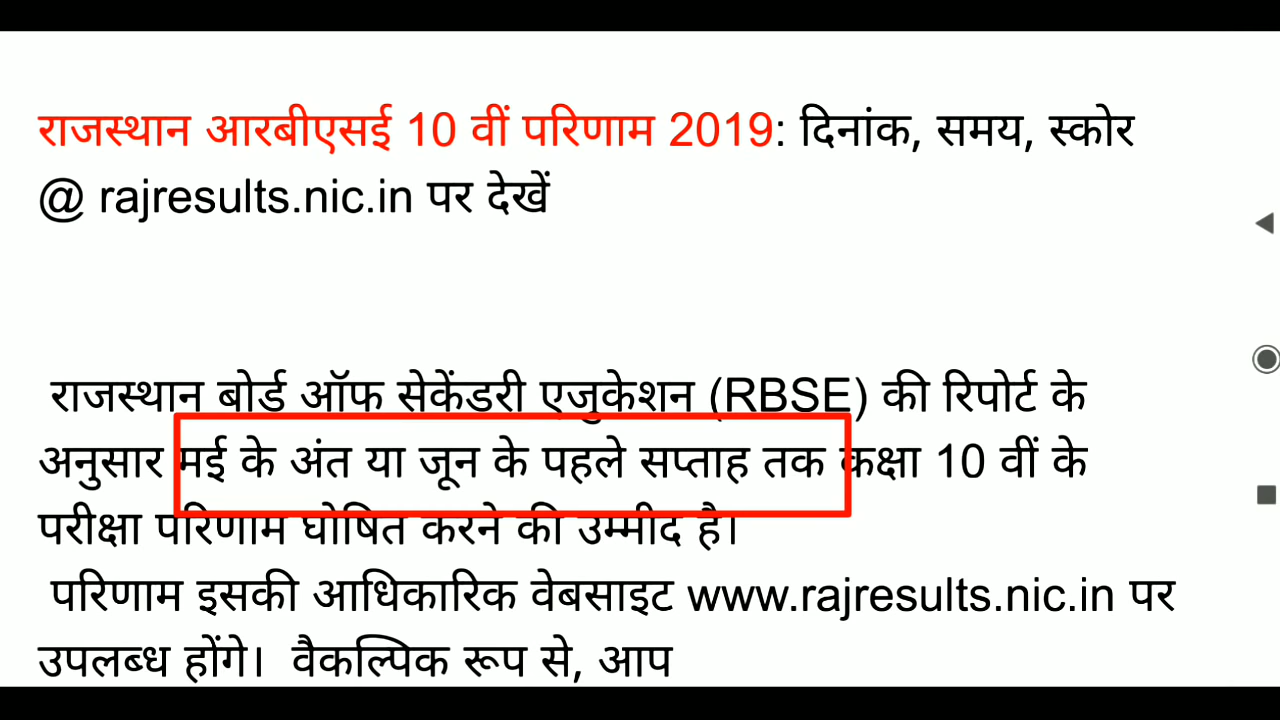 राजस्थान आरबीएसई 10 वीं परिणाम 2019: दिनांक, समय, स्कोर
@ rajresults.nic.in पर देखें
राजस्थान बोर्ड ऑफ सेकेंडरी एजुकेशन (RBSE) की रिपोर्ट के
अनुसार मई के अंत या जून के पहले सप्ताह तक कक्षा 10 वीं के
परीक्षा परिणाम घोषित करने की उम्मीद है।
परिणाम इसकी आधिकारिक वेबसाइट www.rajresults.nic.in पर
उपलब्ध होंगे। वैकल्पिक रूप से, आप